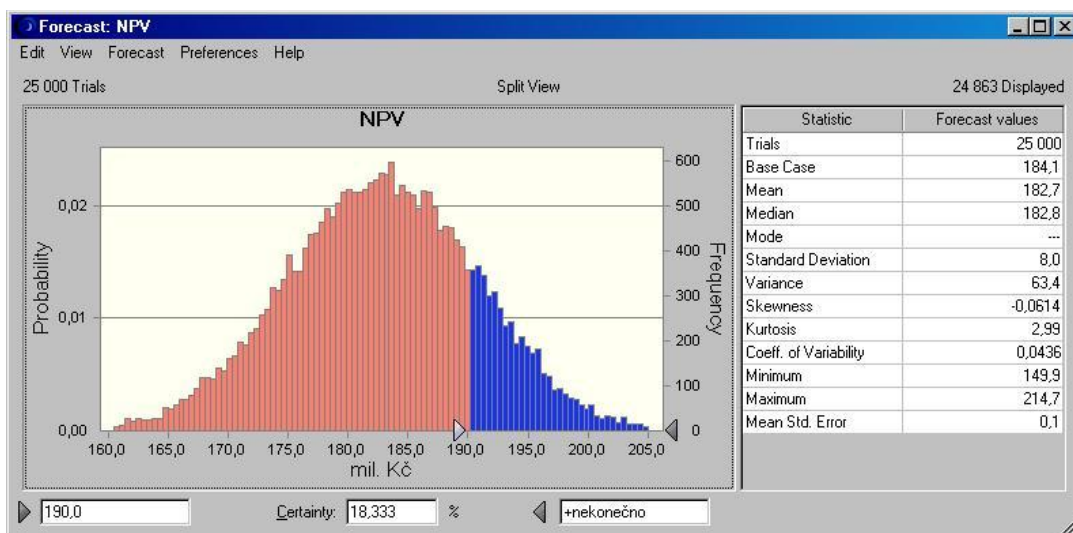 Forecast: NPV
Edit View Forecast Preferences Help
25 000 Trials Split View 24 863 Displayed
NPV
Probability
0,02
0,01
0,00
600
500
400
300
200
100
0
Frequency
160,0 165,0 170,0 175,0 180,0 185,0 190,0 195,0 200,0 205,0
mil. Kč
Statistic Forecast values
Trials 25 000
Base Case 184,1
Mean 182,7
Median 182,8
Mode ---
Standard Deviation 8,0
Variance 63,4
Skewness -0,0614
Kurtosis 2,99
Coeff. of Variability 0,0436
Minimum 149,9
Maximum 214,7
Mean Std. Error 0,1
190,0 Certainty: 18,333 % +nekonečno